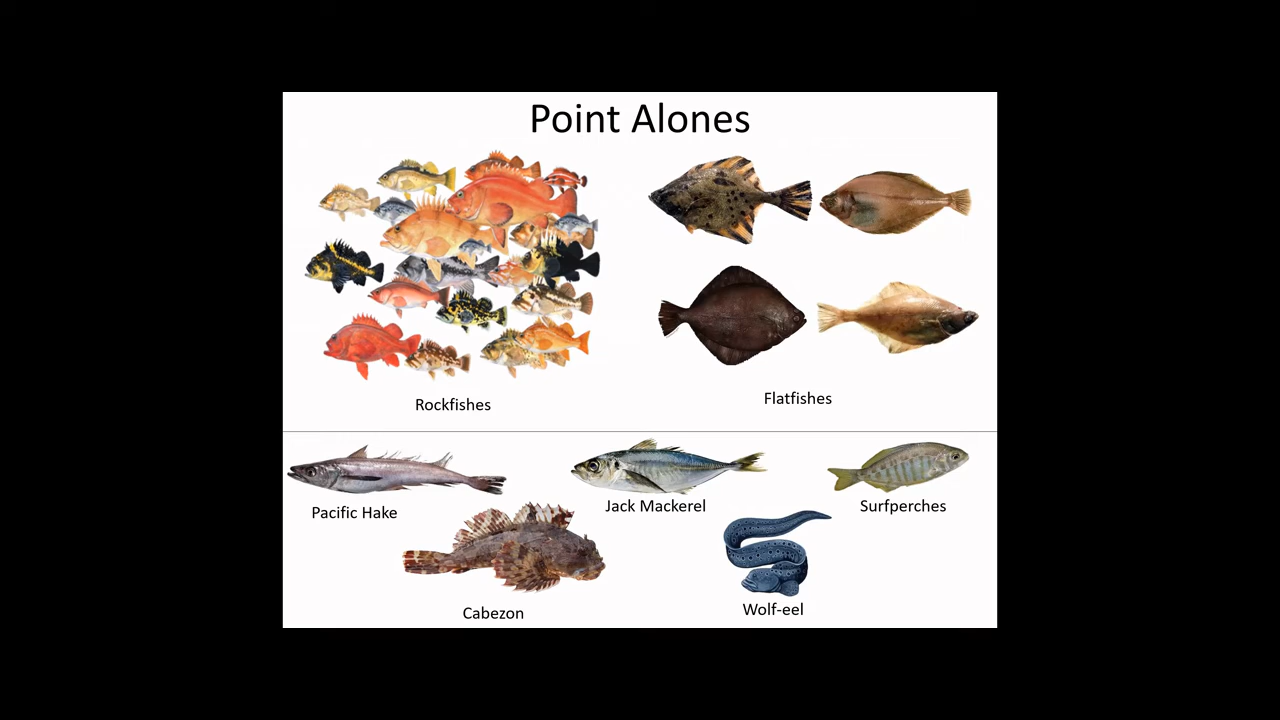 Point Alones
Rockfishes
Flatfishes
Pacific Hake
Jack Mackerel
Surfperches
Cabezon
Wolf-eel